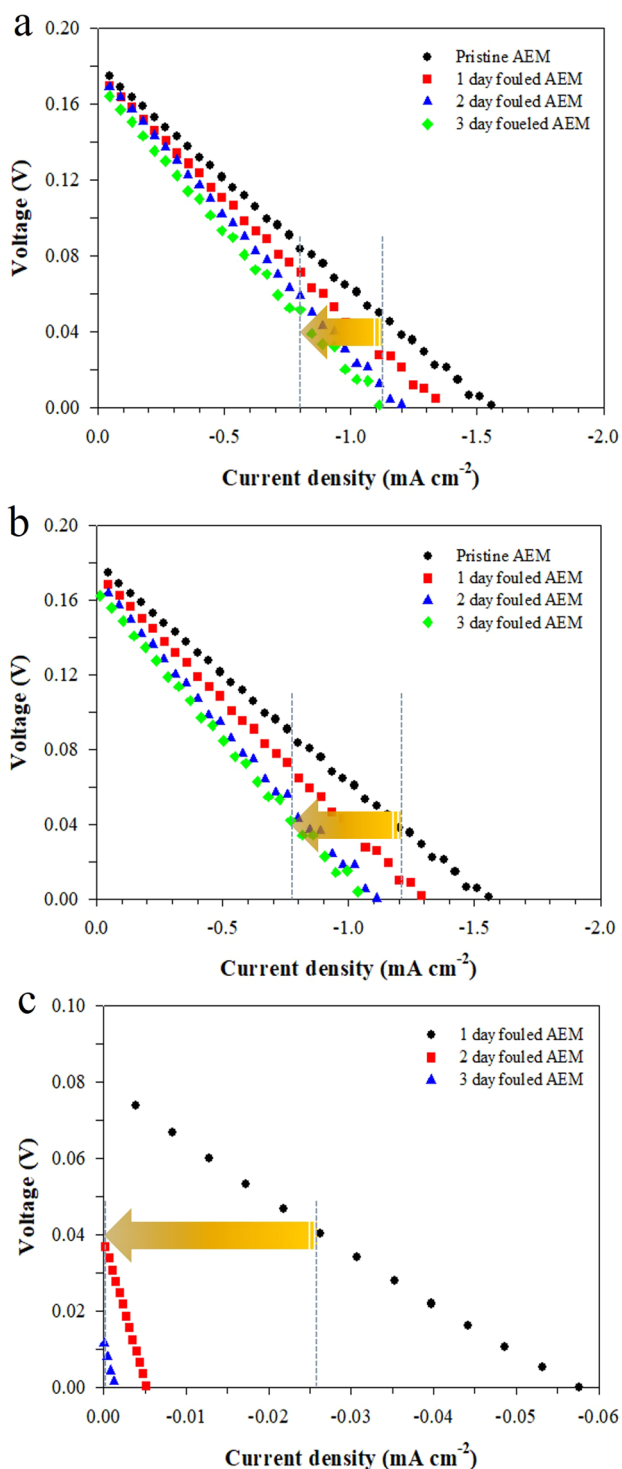 a
0.20
0.16
0.12
0.08
0.04
0.00
Voltage (V)
Pristine AEM
1 day fouled AEM
2 day fouled AEM
3 day foueled AEM
0.0 -0.5 -1.0 -1.5 -2.0
Current density (mA cm⁻²)
b
0.20
0.16
0.12
0.08
0.04
0.00
Voltage (V)
Pristine AEM
1 day fouled AEM
2 day fouled AEM
3 day fouled AEM
0.0 -0.5 -1.0 -1.5 -2.0
Current density (mA cm⁻²)
c
0.10
0.08
0.06
0.04
0.02
0.00
Voltage (V)
1 day fouled AEM
2 day fouled AEM
3 day fouled AEM
0.00 -0.01 -0.02 -0.03 -0.04 -0.05 -0.06
Current density (mA cm⁻²)